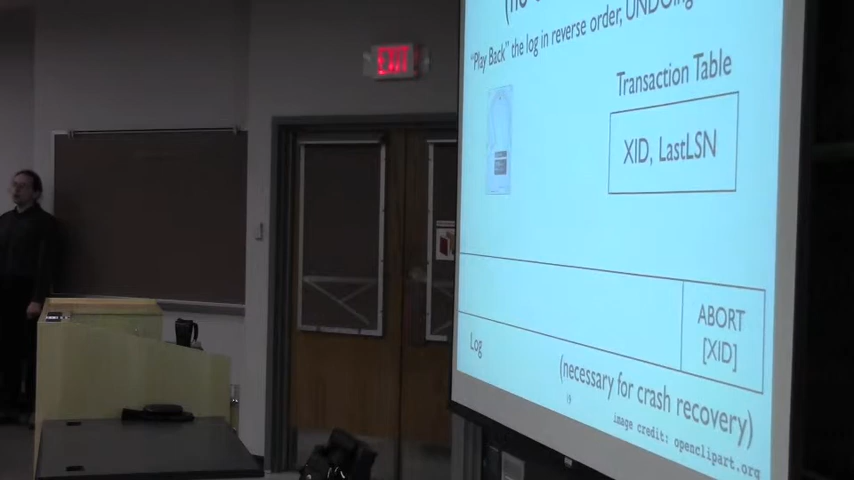 "Play Back" the log in reverse order, UNDOing
EXIT
Transaction Table
XID, LastLSN
ABORT
[XID]
Log
(necessary for crash recovery)
19
image credit: openclipart.org